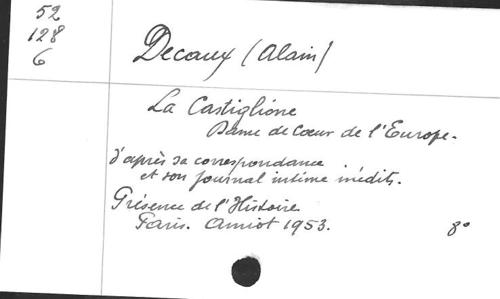 52
128
6
Decaux (Alain)
La Castiglione
Dame de Cœur de l'Europe.
d'après sa correspondance
et son journal intime inédits.
Présence de l'Histoire
Paris. Amiot 1953.
8°